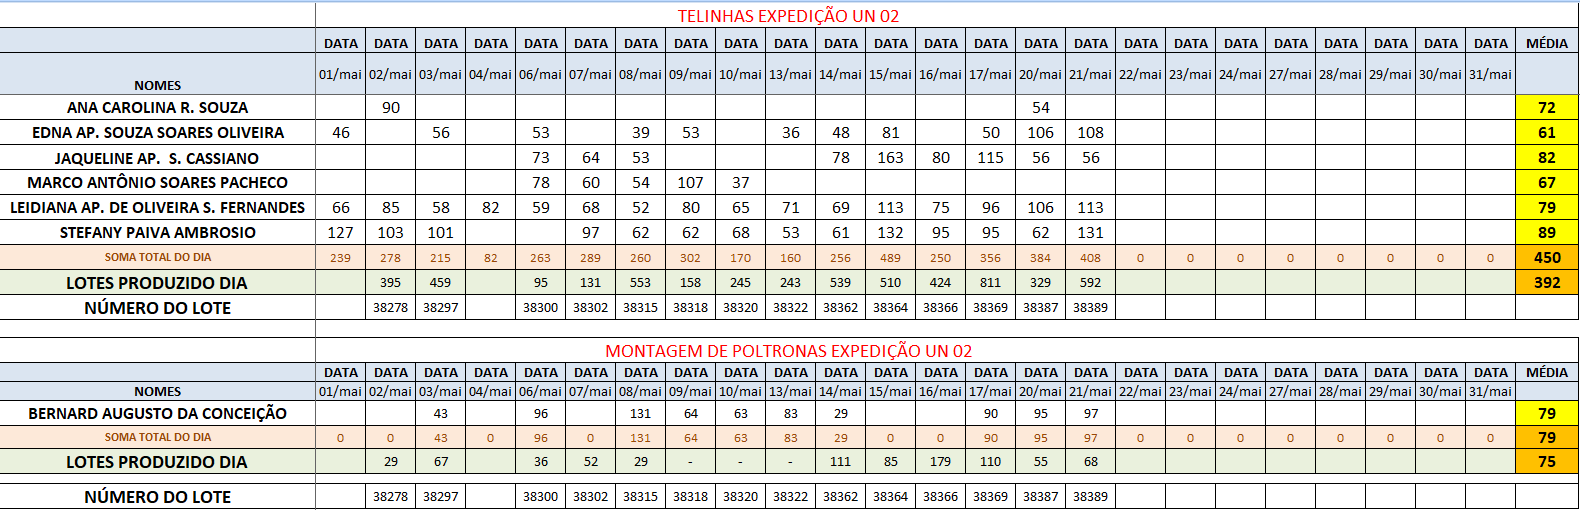 TELINHAS EXPEDIÇÃO UN 02
DATA DATA DATA DATA DATA DATA DATA DATA DATA DATA DATA DATA DATA DATA DATA DATA DATA DATA DATA DATA DATA DATA DATA DATA MÉDIA
NOMES 01/mai 02/mai 03/mai 04/mai 06/mai 07/mai 08/mai 09/mai 10/mai 13/mai 14/mai 15/mai 16/mai 17/mai 20/mai 21/mai 22/mai 23/mai 24/mai 27/mai 28/mai 29/mai 30/mai 31/mai
ANA CAROLINA R. SOUZA 90 54 72
EDNA AP. SOUZA SOARES OLIVEIRA 46 56 53 39 53 36 48 81 50 106 108 61
JAQUELINE AP. S. CASSIANO 73 64 53 78 163 80 115 56 56 82
MARCO ANTÔNIO SOARES PACHECO 78 60 54 107 37 67
LEIDIANA AP. DE OLIVEIRA S. FERNANDES 66 85 58 82 59 68 52 80 65 71 69 113 75 96 106 113 79
STEFANY PAIVA AMBROSIO 127 103 101 97 62 62 68 53 61 132 95 95 62 131 89
SOMA TOTAL DO DIA 239 278 215 82 263 289 260 302 170 160 256 489 250 356 384 408 0 0 0 0 0 0 0 0 450
LOTES PRODUZIDO DIA 395 459 95 131 553 158 245 243 539 510 424 811 329 592 392
NÚMERO DO LOTE 38278 38297 38300 38302 38315 38318 38320 38322 38362 38364 38366 38369 38387 38389
MONTAGEM DE POLTRONAS EXPEDIÇÃO UN 02
DATA DATA DATA DATA DATA DATA DATA DATA DATA DATA DATA DATA DATA DATA DATA DATA DATA DATA DATA DATA DATA DATA DATA DATA MÉDIA
NOMES 01/mai 02/mai 03/mai 04/mai 06/mai 07/mai 08/mai 09/mai 10/mai 13/mai 14/mai 15/mai 16/mai 17/mai 20/mai 21/mai 22/mai 23/mai 24/mai 27/mai 28/mai 29/mai 30/mai 31/mai
BERNARD AUGUSTO DA CONCEIÇÃO 43 96 131 64 63 83 29 90 95 97 79
SOMA TOTAL DO DIA 0 0 43 0 96 0 131 64 63 83 29 0 0 90 95 97 0 0 0 0 0 0 0 0 79
LOTES PRODUZIDO DIA 29 67 36 52 29 - - - 111 85 179 110 55 68 75
NÚMERO DO LOTE 38278 38297 38300 38302 38315 38318 38320 38322 38362 38364 38366 38369 38387 38389